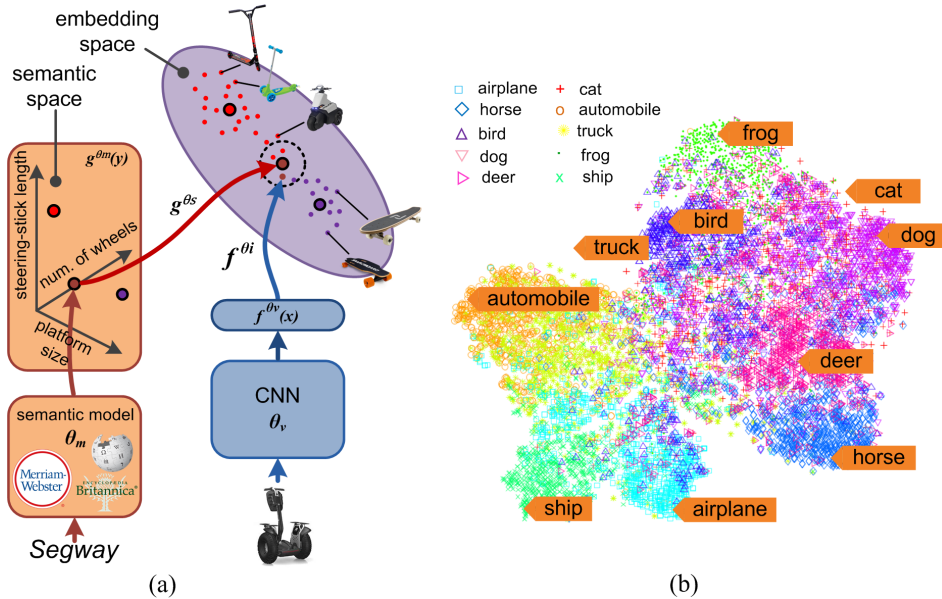 embedding
space
semantic
space
g^θm(y)
steering-stick length
num. of wheels
platform
size
g^θs
f^θi
f^θv(x)
CNN
θ_v
semantic model
θ_m
Merriam-
Webster
WIKIPEDIA
ENCYCLOPÆDIA
Britannica
Segway
(a)
airplane
cat
horse
automobile
bird
truck
dog
frog
deer
ship
frog
cat
bird
dog
truck
automobile
deer
horse
ship
airplane
(b)